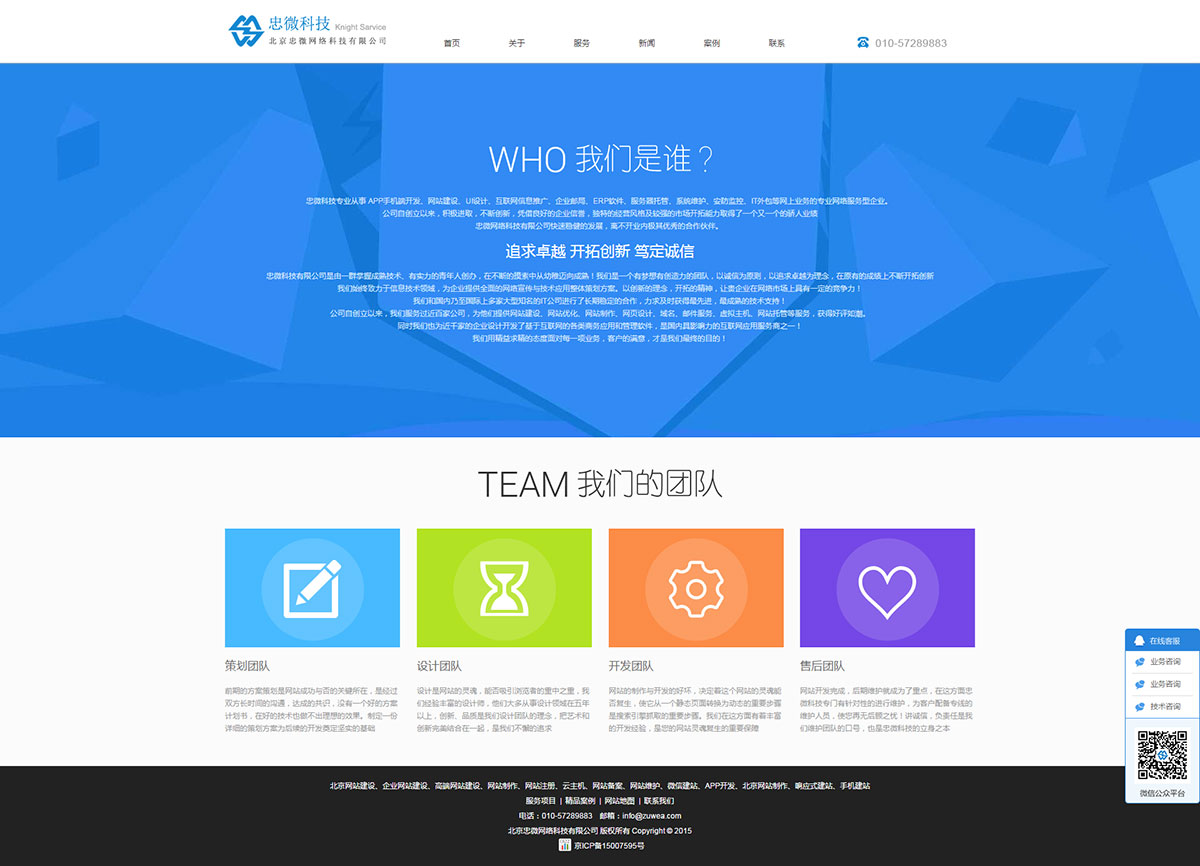 忠微科技 Knight Sarvice
北京忠微网络科技有限公司
首页 关于 服务 新闻 案例 联系
010-57289883
WHO 我们是谁？
忠微科技专业从事 APP手机端开发、网站建设、UI设计、互联网信息推广、企业邮局、ERP软件、服务器托管、系统维护、安防监控、IT外包等网上业务的专业网络服务型企业。
公司自创立以来，积极进取，不断创新，凭借良好的企业信誉，独特的经营风格及较强的市场开拓能力取得了一个又一个的骄人业绩
忠微网络科技有限公司快速稳健的发展，离不开业内极其优秀的合作伙伴。
追求卓越 开拓创新 笃定诚信
忠微科技有限公司是由一群掌握成熟技术、有实力的青年人创办，在不断的摸索中从幼稚迈向成熟！我们是一个有梦想有创造力的团队，以诚信为原则，以追求卓越为理念，在原有的成绩上不断开拓创新
我们始终致力于信息技术领域，为企业提供全面的网络宣传与技术应用整体策划方案。以创新的理念，开拓的精神，让贵企业在网络市场上具有一定的竞争力！
我们和国内乃至国际上多家大型知名的IT公司进行了长期稳定的合作，力求及时获得最先进，最成熟的技术支持！
公司自创立以来，我们服务过近百家公司，为他们提供网站建设、网站优化、网站制作、网页设计、域名、邮件服务、虚拟主机、网站托管等服务，获得好评如潮。
同时我们也为近千家的企业设计开发了基于互联网的各类商务应用和管理软件，是国内具影响力的互联网应用服务商之一！
我们用精益求精的态度面对每一项业务，客户的满意，才是我们最终的目的！
TEAM 我们的团队
策划团队
前期的方案策划是网站成功与否的关键所在，是经过
双方长时间的沟通，达成的共识，没有一个好的方案
计划书，在好的技术也做不出理想的效果。制定一份
详细的策划方案为后续的开发奠定坚实的基础
设计团队
设计是网站的灵魂，能否吸引浏览者的重中之重，我
们经验丰富的设计师，他们大多从事设计领域在五年
以上，创新、品质是我们设计团队的理念，把艺术和
创新完美结合在一起，是我们不懈的追求
开发团队
网站的制作与开发的好坏，决定着这个网站的灵魂能
否复生，使它从一个静态页面转换为动态的重要步骤
是搜索引擎抓取的重要步骤。我们在这方面有着丰富
的开发经验，是您的网站灵魂复生的重要保障
售后团队
网站开发完成，后期维护就成为了重点，在这方面忠
微科技专门有针对性的进行维护，为客户配备专线的
维护人员，使您再无后顾之忧！讲诚信，负责任是我
们维护团队的口号，也是忠微科技的立身之本
在线客服
业务咨询
业务咨询
技术咨询
微信公众平台
北京网站建设、企业网站建设、高端网站建设、网站制作、网站注册、云主机、网站备案、网站维护、微信建站、APP开发、北京网站制作、响应式建站、手机建站
服务项目 | 精品案例 | 网站地图 | 联系我们
电话：010-57289883 邮箱：info@zuwea.com
北京忠微网络科技有限公司 版权所有 Copyright © 2015
京ICP备15007595号